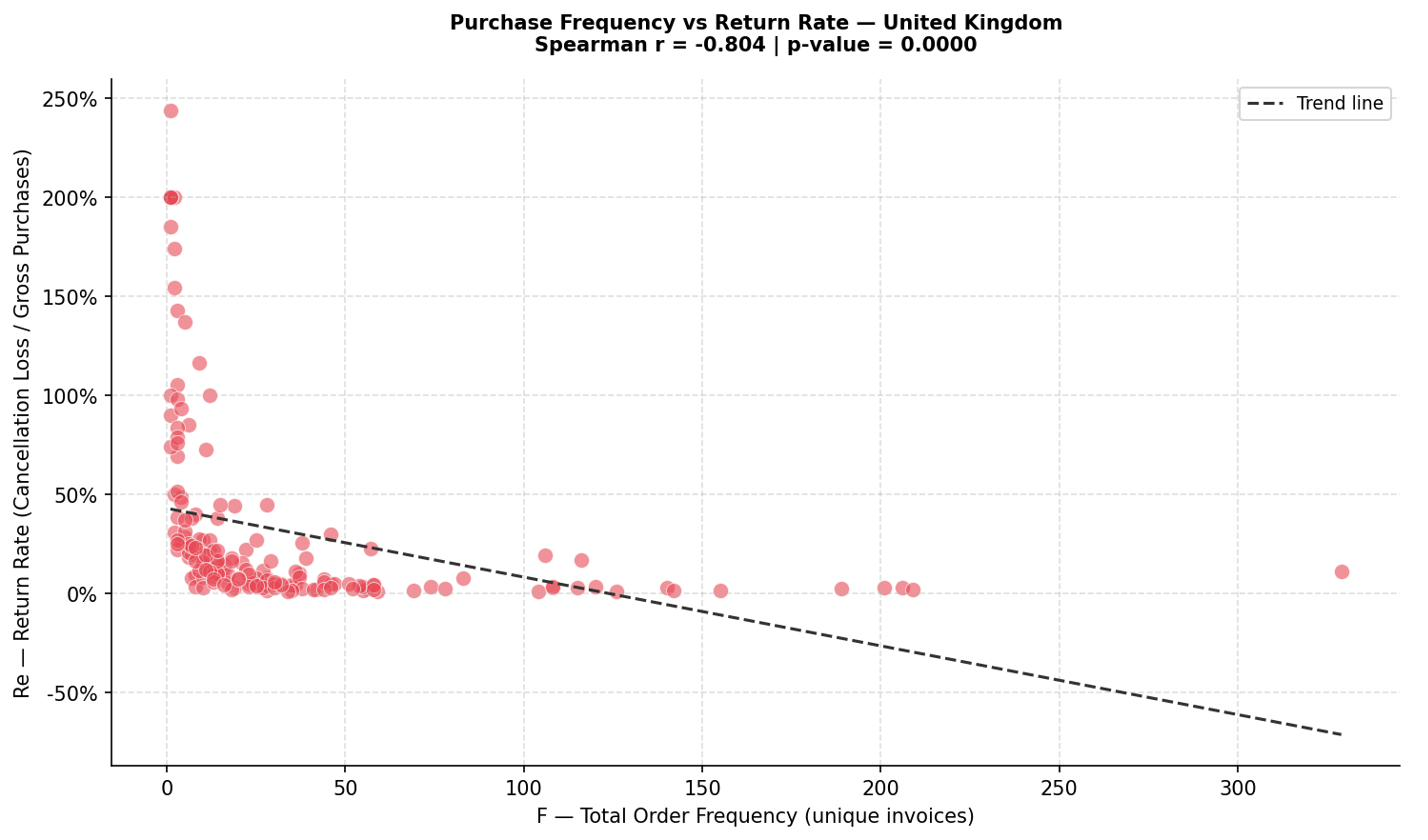 Purchase Frequency vs Return Rate — United Kingdom
Spearman r = -0.804 | p-value = 0.0000
Trend line
Re — Return Rate (Cancellation Loss / Gross Purchases)
250%
200%
150%
100%
50%
0%
-50%
0 50 100 150 200 250 300
F — Total Order Frequency (unique invoices)